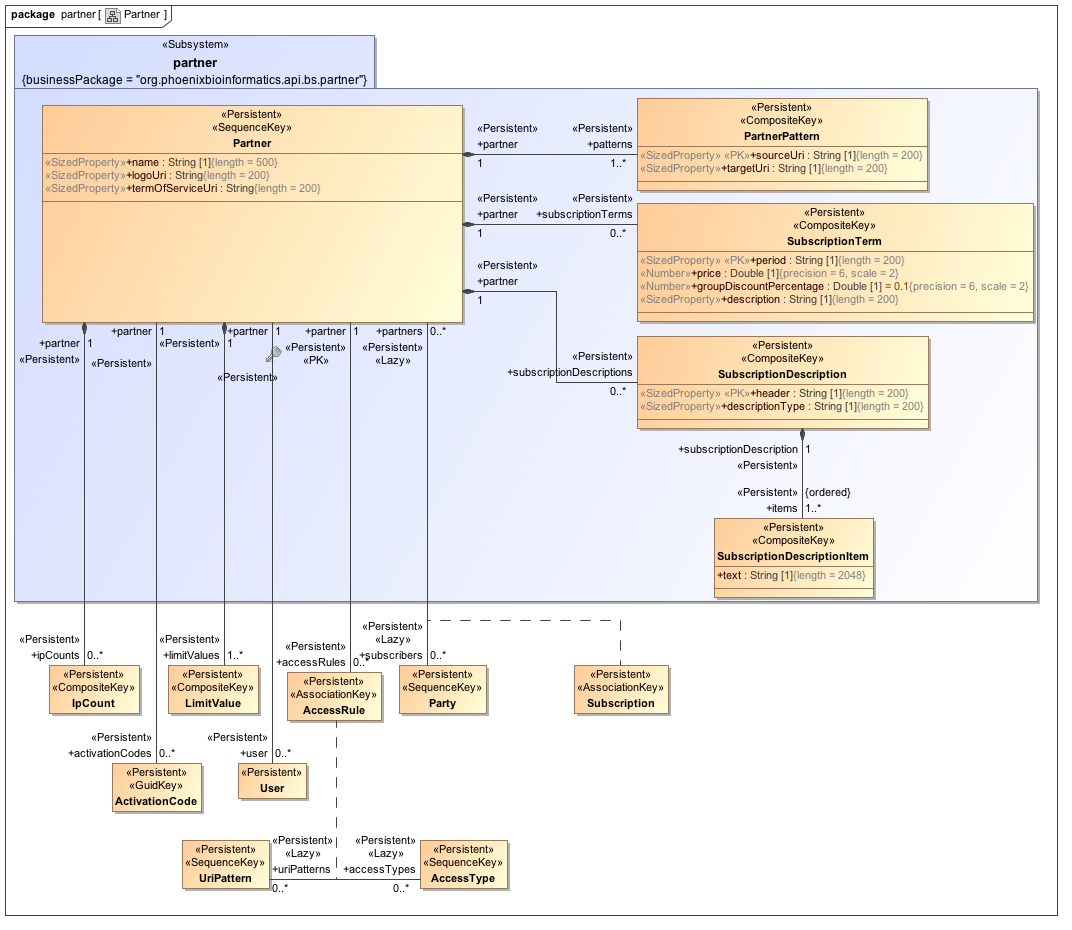 package partner [ Partner ]
«Subsystem»
partner
{businessPackage = "org.phoenixbioinformatics.api.bs.partner"}
«Persistent»
«SequenceKey»
Partner
«SizedProperty»+name : String [1]{length = 500}
«SizedProperty»+logoUri : String{length = 200}
«SizedProperty»+termOfServiceUri : String{length = 200}
«Persistent»
+partner
1
«Persistent»
+patterns
1..*
«Persistent»
«CompositeKey»
PartnerPattern
«SizedProperty» «PK»+sourceUri : String [1]{length = 200}
«SizedProperty»+targetUri : String [1]{length = 200}
«Persistent»
+partner
1
«Persistent»
+subscriptionTerms
0..*
«Persistent»
«CompositeKey»
SubscriptionTerm
«SizedProperty» «PK»+period : String [1]{length = 200}
«Number»+price : Double [1]{precision = 6, scale = 2}
«Number»+groupDiscountPercentage : Double [1] = 0.1{precision = 6, scale = 2}
«SizedProperty»+description : String [1]{length = 200}
«Persistent»
+partner
1
«Persistent»
+subscriptionDescriptions
0..*
«Persistent»
«CompositeKey»
SubscriptionDescription
«SizedProperty» «PK»+header : String [1]{length = 200}
«SizedProperty»+descriptionType : String [1]{length = 200}
+subscriptionDescription 1
«Persistent»
«Persistent» {ordered}
+items 1..*
«Persistent»
«CompositeKey»
SubscriptionDescriptionItem
+text : String [1]{length = 2048}
+partner 1
«Persistent»
+partner 1
«Persistent»
+partner 1
«Persistent»
+partner 1
«Persistent»
+partner 1
«Persistent»
«PK»
+partners 0..*
«Persistent»
«Lazy»
«Persistent»
+ipCounts 0..*
«Persistent»
«CompositeKey»
IpCount
«Persistent»
+limitValues 1..*
«Persistent»
«CompositeKey»
LimitValue
«Persistent»
+accessRules 0..*
«Persistent»
«AssociationKey»
AccessRule
«Persistent»
«Lazy»
+subscribers 0..*
«Persistent»
«SequenceKey»
Party
«Persistent»
«AssociationKey»
Subscription
«Persistent»
+activationCodes 0..*
«Persistent»
«GuidKey»
ActivationCode
«Persistent»
+user 0..*
«Persistent»
User
«Persistent»
«SequenceKey»
UriPattern
«Persistent»
«Lazy»
+uriPatterns
0..*
«Persistent»
«Lazy»
+accessTypes
0..*
«Persistent»
«SequenceKey»
AccessType